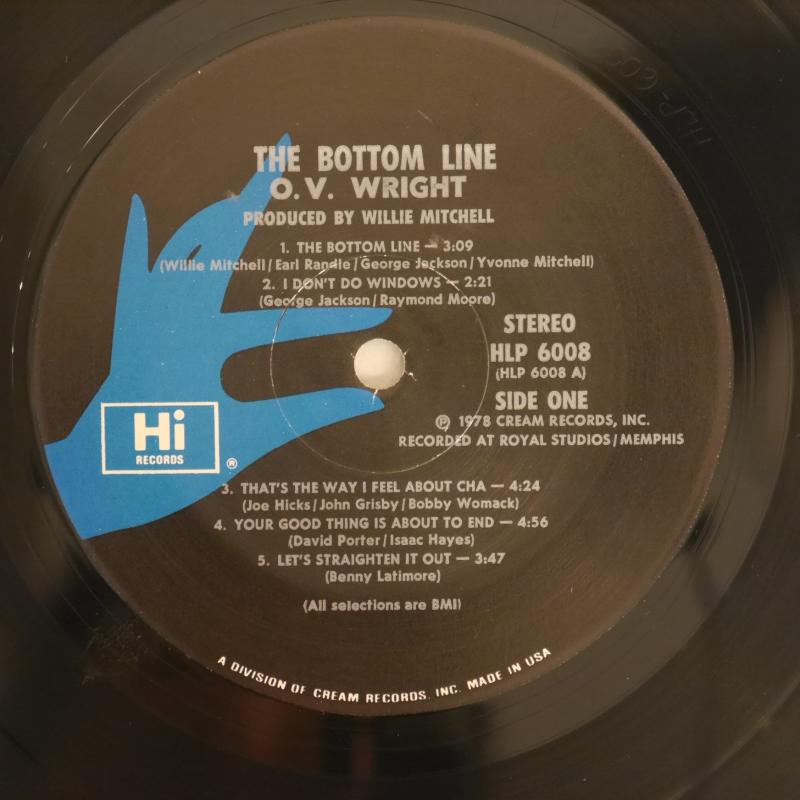 THE BOTTOM LINE
O.V. WRIGHT
PRODUCED BY WILLIE MITCHELL
1. THE BOTTOM LINE — 3:09
(Willie Mitchell/Earl Randle/George Jackson/Yvonne Mitchell)
2. I DON'T DO WINDOWS — 2:21
(George Jackson/Raymond Moore)
STEREO
HLP 6008
(HLP 6008 A)
SIDE ONE
Ⓟ 1978 CREAM RECORDS, INC.
RECORDED AT ROYAL STUDIOS/MEMPHIS
Hi
RECORDS
®
3. THAT'S THE WAY I FEEL ABOUT CHA — 4:24
(Joe Hicks/John Grisby/Bobby Womack)
4. YOUR GOOD THING IS ABOUT TO END — 4:56
(David Porter/Isaac Hayes)
5. LET'S STRAIGHTEN IT OUT — 3:47
(Benny Latimore)
(All selections are BMI)
A DIVISION OF CREAM RECORDS, INC. MADE IN USA